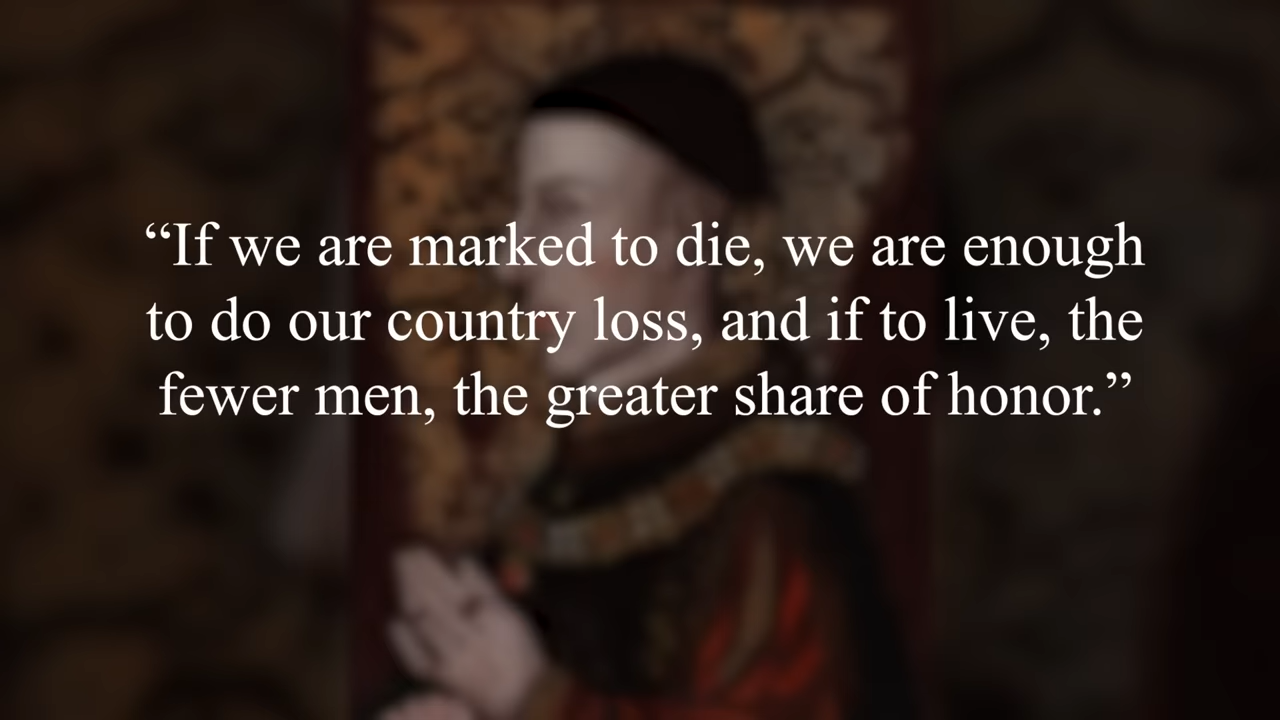 “If we are marked to die, we are enough
to do our country loss, and if to live, the
fewer men, the greater share of honor.”